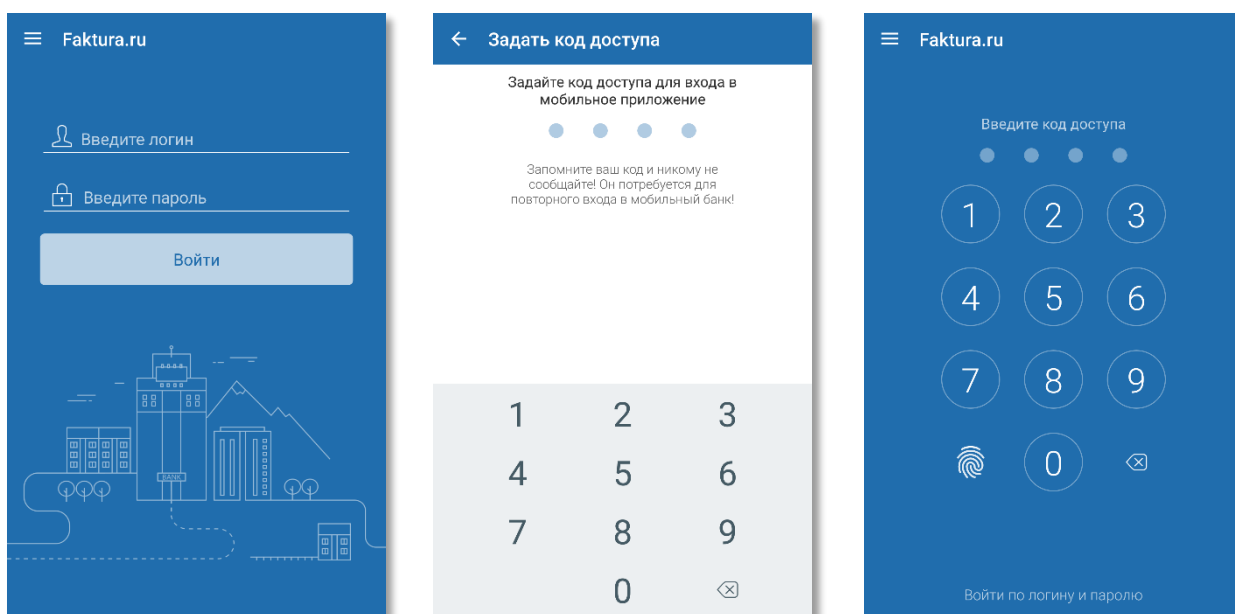 Faktura.ru
Введите логин
Введите пароль
Войти
BANK
Задать код доступа
Задайте код доступа для входа в
мобильное приложение
Запомните ваш код и никому не
сообщайте! Он потребуется для
повторного входа в мобильный банк!
1 2 3
4 5 6
7 8 9
0
Faktura.ru
Введите код доступа
1 2 3
4 5 6
7 8 9
0
Войти по логину и паролю